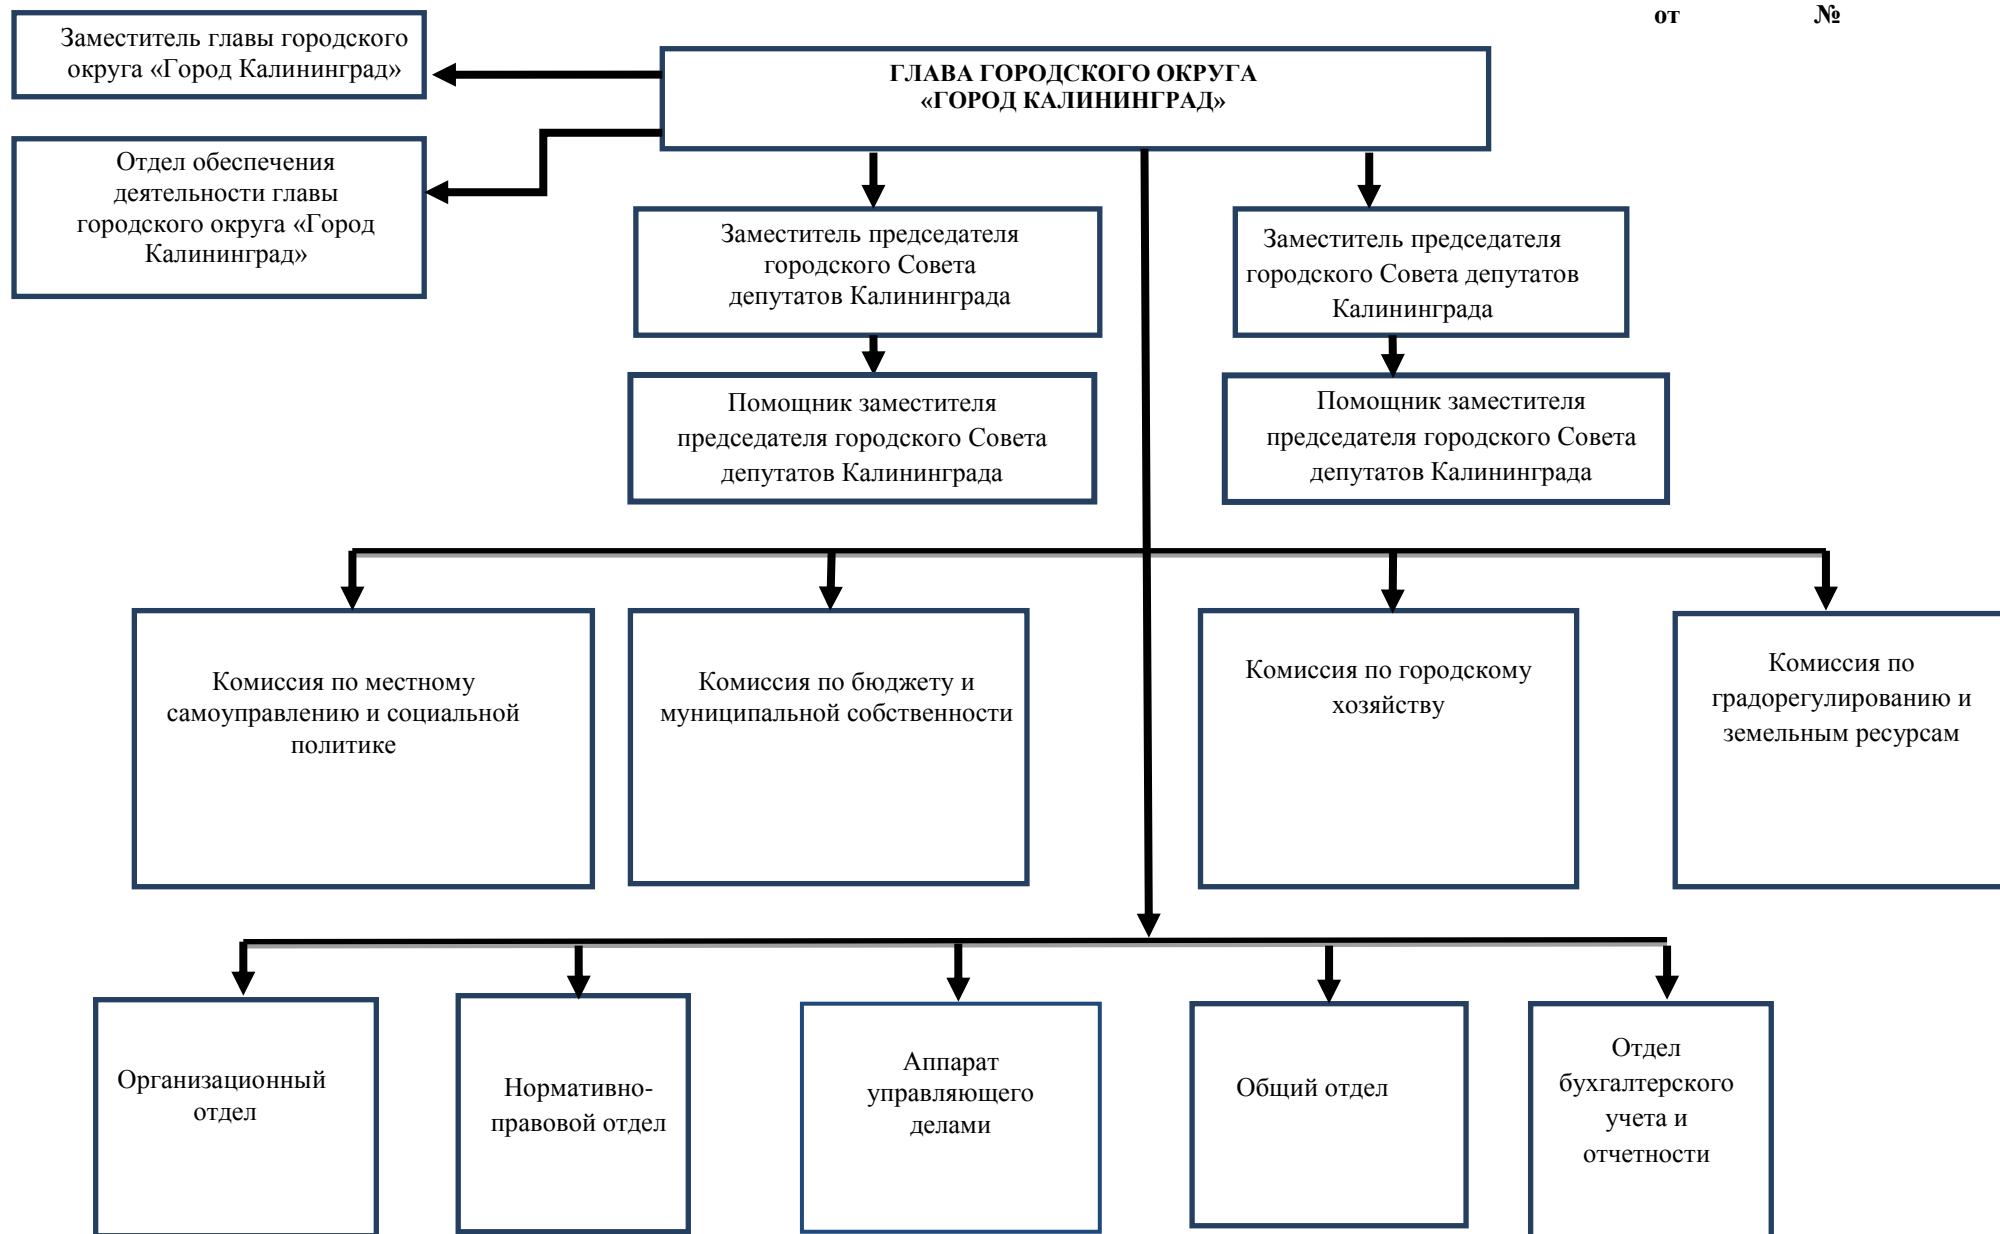 от №
Заместитель главы городского
округа «Город Калининград»
ГЛАВА ГОРОДСКОГО ОКРУГА
«ГОРОД КАЛИНИНГРАД»
Отдел обеспечения
деятельности главы
городского округа «Город
Калининград»
Заместитель председателя
городского Совета
депутатов Калининграда
Заместитель председателя
городского Совета депутатов
Калининграда
Помощник заместителя
председателя городского Совета
депутатов Калининграда
Помощник заместителя
председателя городского Совета
депутатов Калининграда
Комиссия по местному
самоуправлению и социальной
политике
Комиссия по бюджету и
муниципальной собственности
Комиссия по городскому
хозяйству
Комиссия по
градорегулированию и
земельным ресурсам
Организационный
отдел
Нормативно-
правовой отдел
Аппарат
управляющего
делами
Общий отдел
Отдел
бухгалтерского
учета и
отчетности